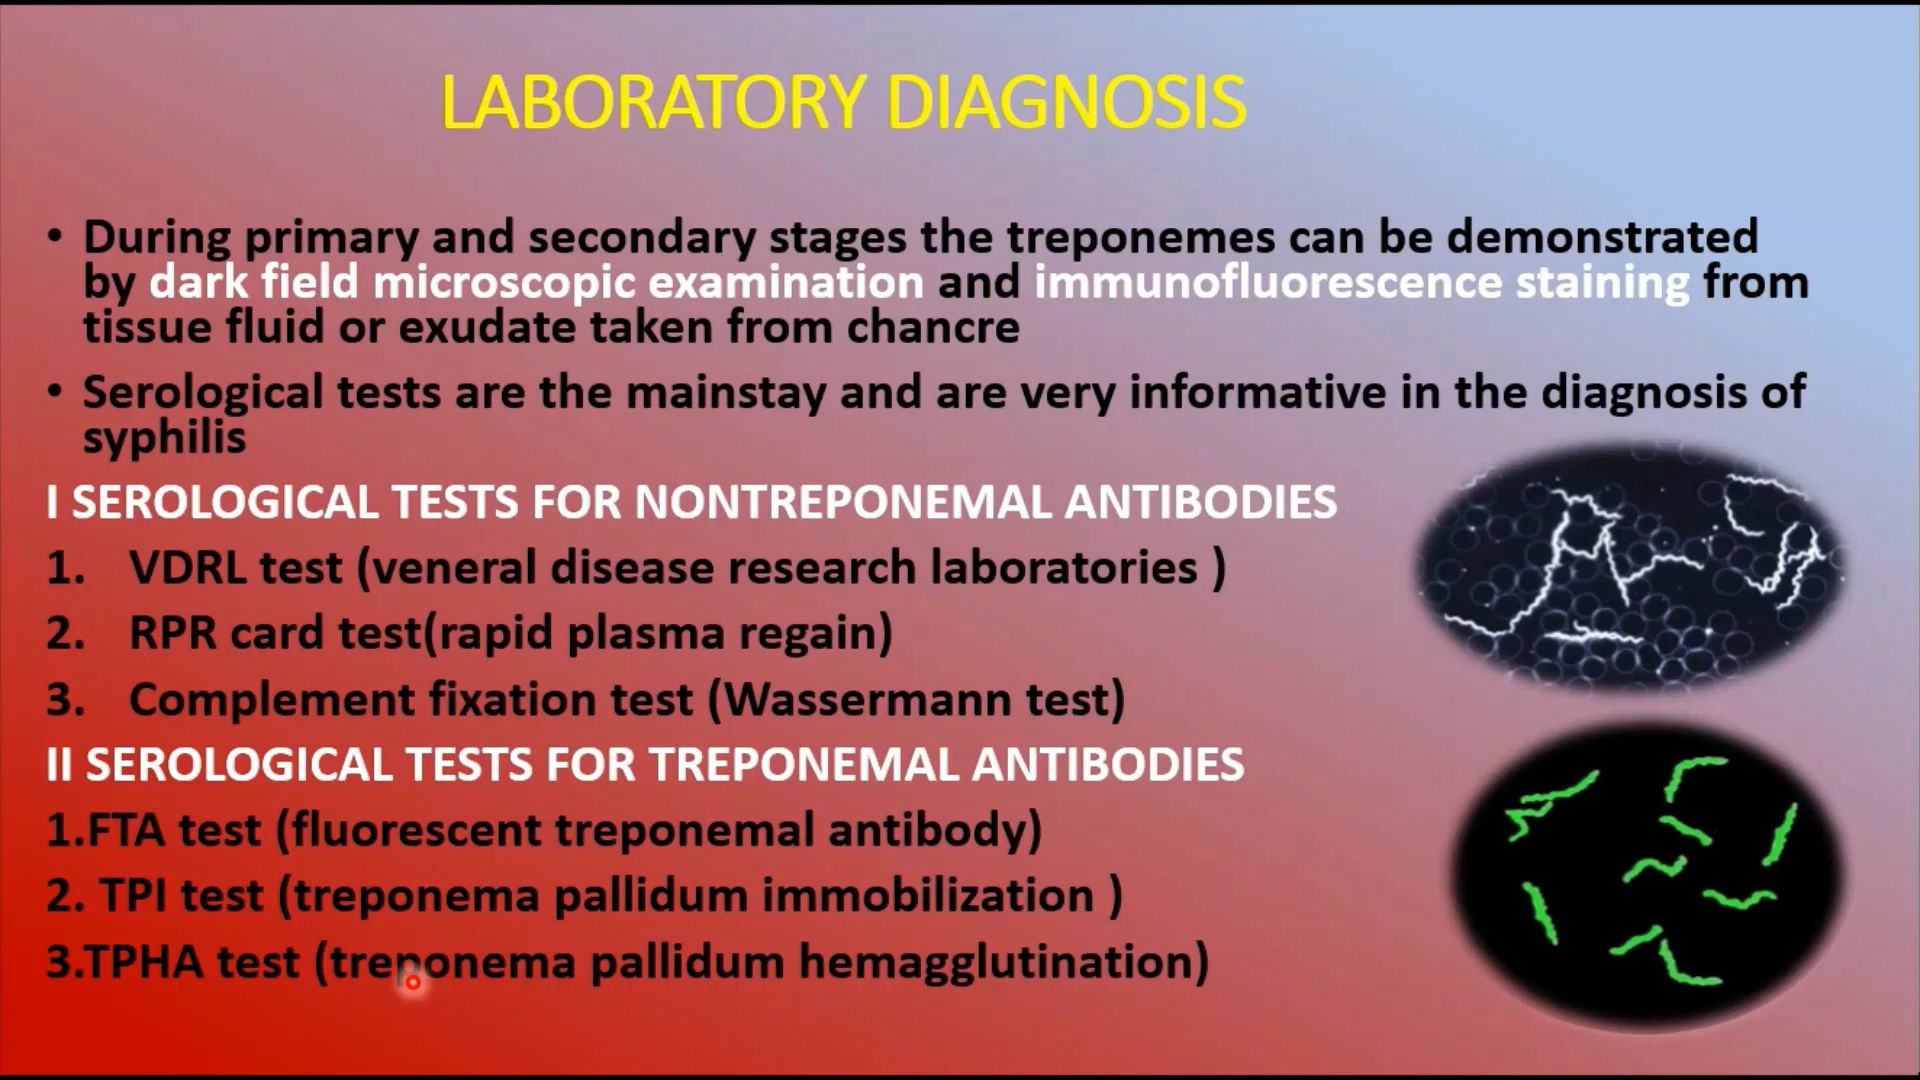 LABORATORY DIAGNOSIS
• During primary and secondary stages the treponemes can be demonstrated
by dark field microscopic examination and immunofluorescence staining from
tissue fluid or exudate taken from chancre
• Serological tests are the mainstay and are very informative in the diagnosis of
syphilis
I SEROLOGICAL TESTS FOR NONTREPONEMAL ANTIBODIES
1. VDRL test (veneral disease research laboratories )
2. RPR card test(rapid plasma regain)
3. Complement fixation test (Wassermann test)
II SEROLOGICAL TESTS FOR TREPONEMAL ANTIBODIES
1.FTA test (fluorescent treponemal antibody)
2. TPI test (treponema pallidum immobilization )
3.TPHA test (treponema pallidum hemagglutination)